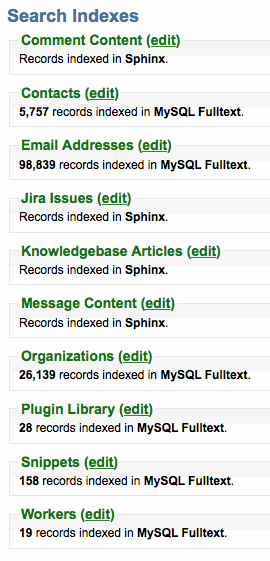 Search Indexes
Comment Content (edit)
Records indexed in Sphinx.
Contacts (edit)
5,757 records indexed in MySQL Fulltext.
Email Addresses (edit)
98,839 records indexed in MySQL Fulltext.
Jira Issues (edit)
Records indexed in Sphinx.
Knowledgebase Articles (edit)
Records indexed in Sphinx.
Message Content (edit)
Records indexed in Sphinx.
Organizations (edit)
26,139 records indexed in MySQL Fulltext.
Plugin Library (edit)
28 records indexed in MySQL Fulltext.
Snippets (edit)
158 records indexed in MySQL Fulltext.
Workers (edit)
19 records indexed in MySQL Fulltext.